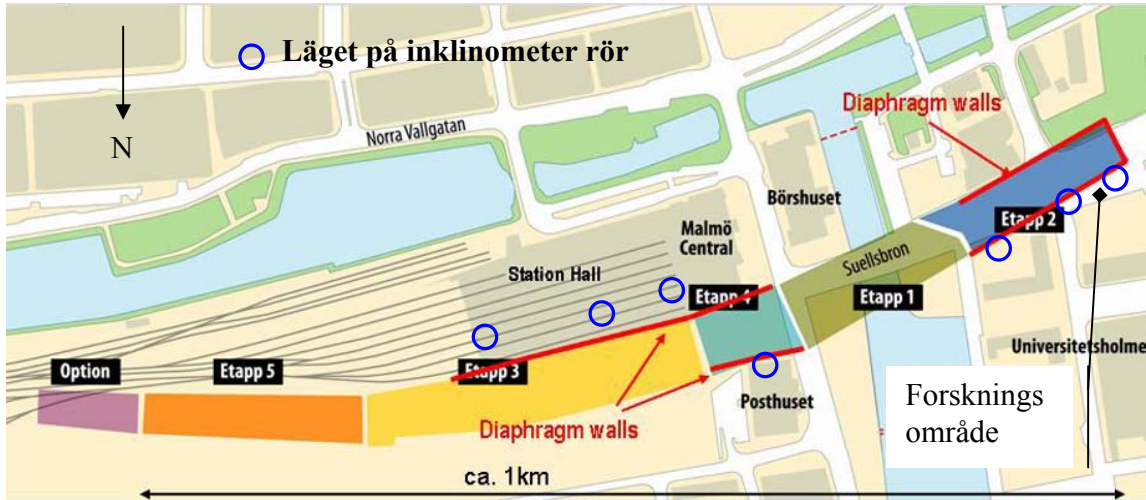 Läget på inklinometer rör
N
Norra Vallgatan
Diaphragm walls
Börshuset
Malmö
Central
Station Hall
Suellsbron
Etapp 2
Etapp 4
Etapp 1
Option
Etapp 5
Etapp 3
Universitetsholme
Posthuset
Diaphragm walls
Forsknings
område
ca. 1km